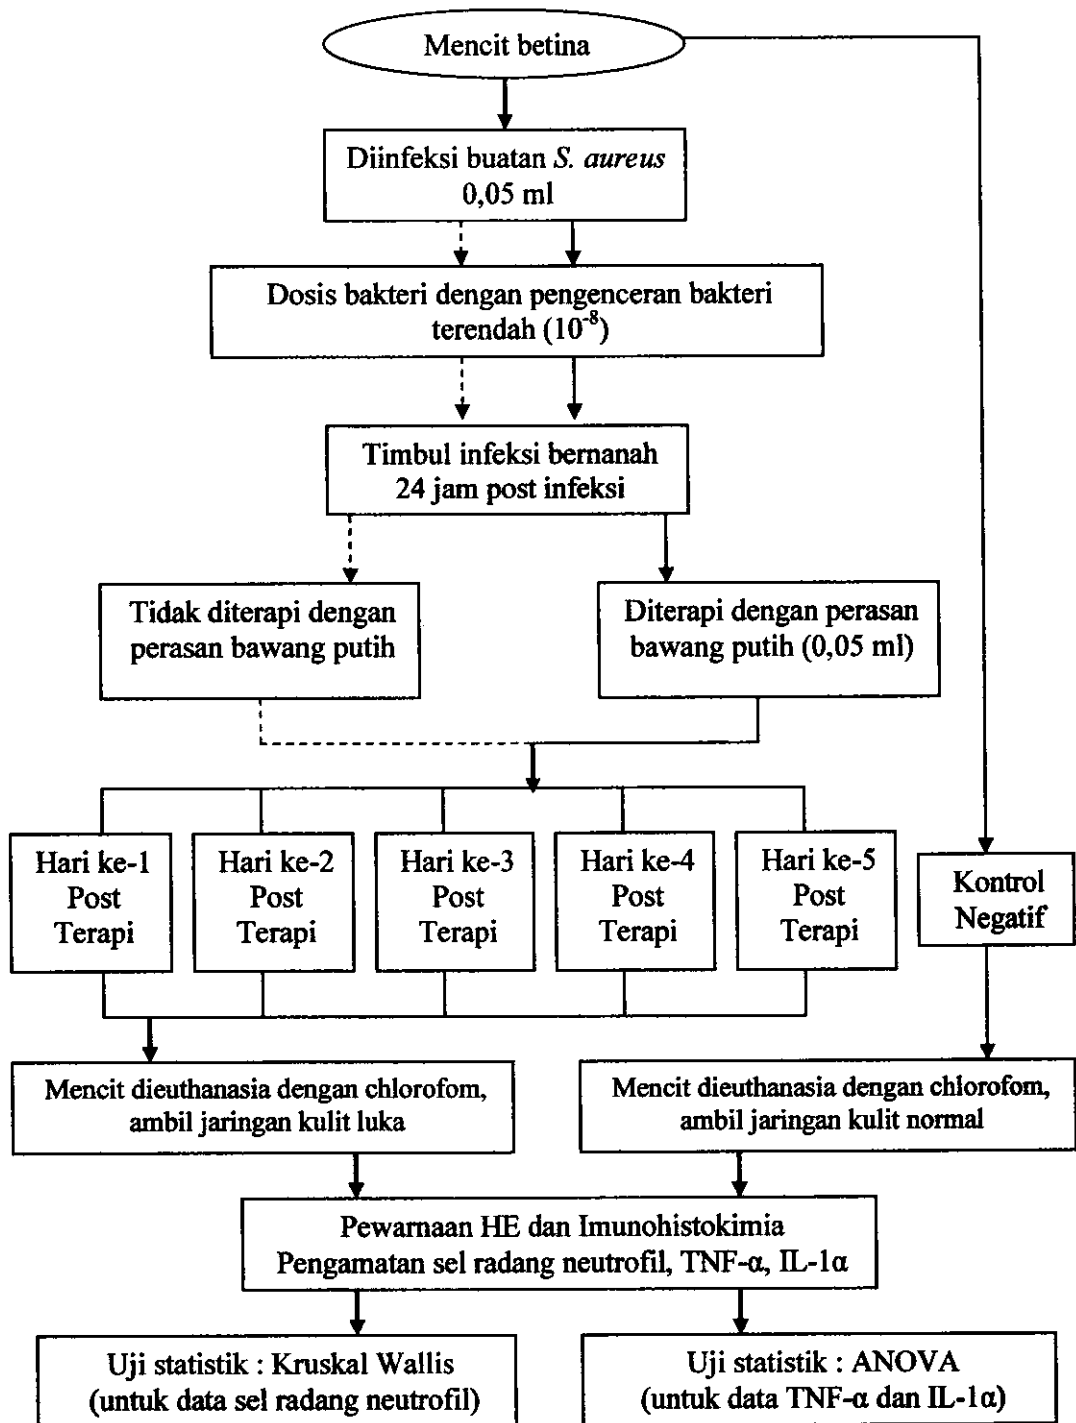 Mencit betina
Diinfeksi buatan S. aureus
0,05 ml
Dosis bakteri dengan pengenceran bakteri
terendah (10⁻⁸)
Timbul infeksi bernanah
24 jam post infeksi
Tidak diterapi dengan
perasan bawang putih
Diterapi dengan perasan
bawang putih (0,05 ml)
Hari ke-1
Post
Terapi
Hari ke-2
Post
Terapi
Hari ke-3
Post
Terapi
Hari ke-4
Post
Terapi
Hari ke-5
Post
Terapi
Kontrol
Negatif
Mencit dieuthanasia dengan chlorofom,
ambil jaringan kulit luka
Mencit dieuthanasia dengan chlorofom,
ambil jaringan kulit normal
Pewarnaan HE dan Imunohistokimia
Pengamatan sel radang neutrofil, TNF-α, IL-1α
Uji statistik : Kruskal Wallis
(untuk data sel radang neutrofil)
Uji statistik : ANOVA
(untuk data TNF-α dan IL-1α)